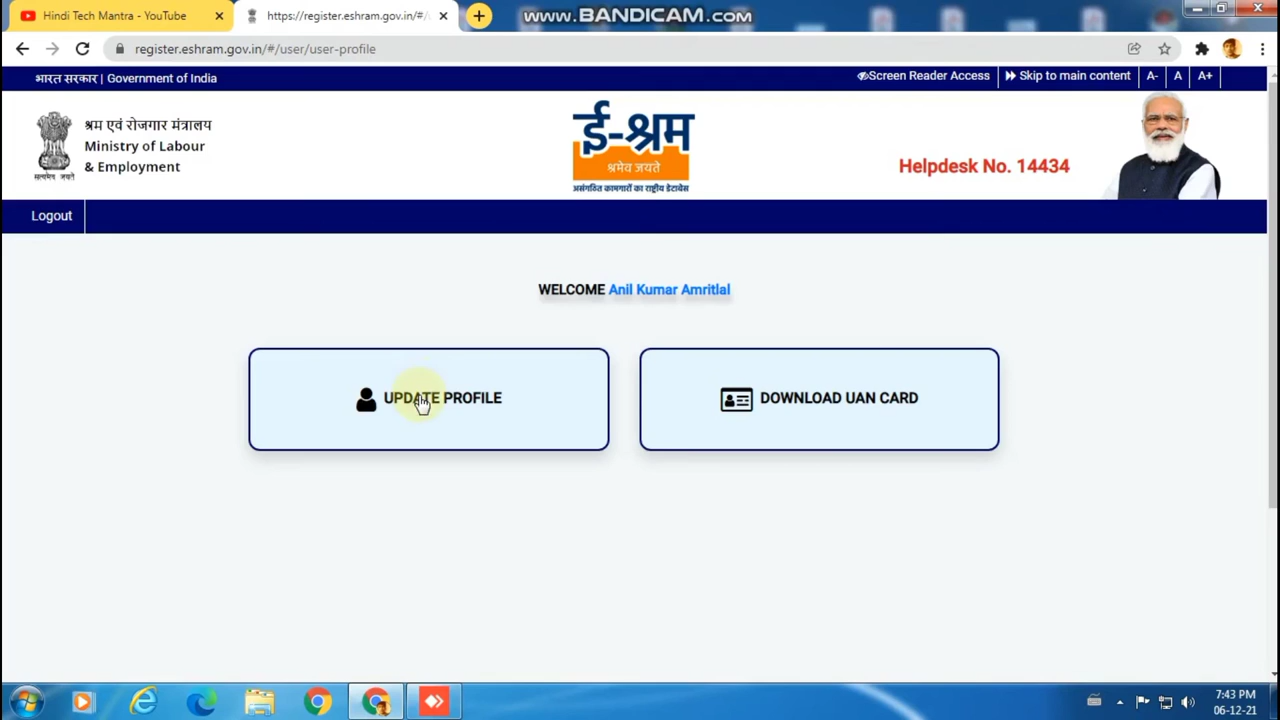 Hindi Tech Mantra - YouTube
https://register.eshram.gov.in/#/
www.BANDICAM.com
register.eshram.gov.in/#/user/user-profile
भारत सरकार | Government of India
Screen Reader Access
Skip to main content
A-
A
A+
श्रम एवं रोजगार मंत्रालय
Ministry of Labour
& Employment
सत्यमेव जयते
ई-श्रम
श्रमेव जयते
असंगठित कामगारों का राष्ट्रीय डेटाबेस
Helpdesk No. 14434
Logout
WELCOME Anil Kumar Amritlal
UPDATE PROFILE
DOWNLOAD UAN CARD
7:43 PM
06-12-21